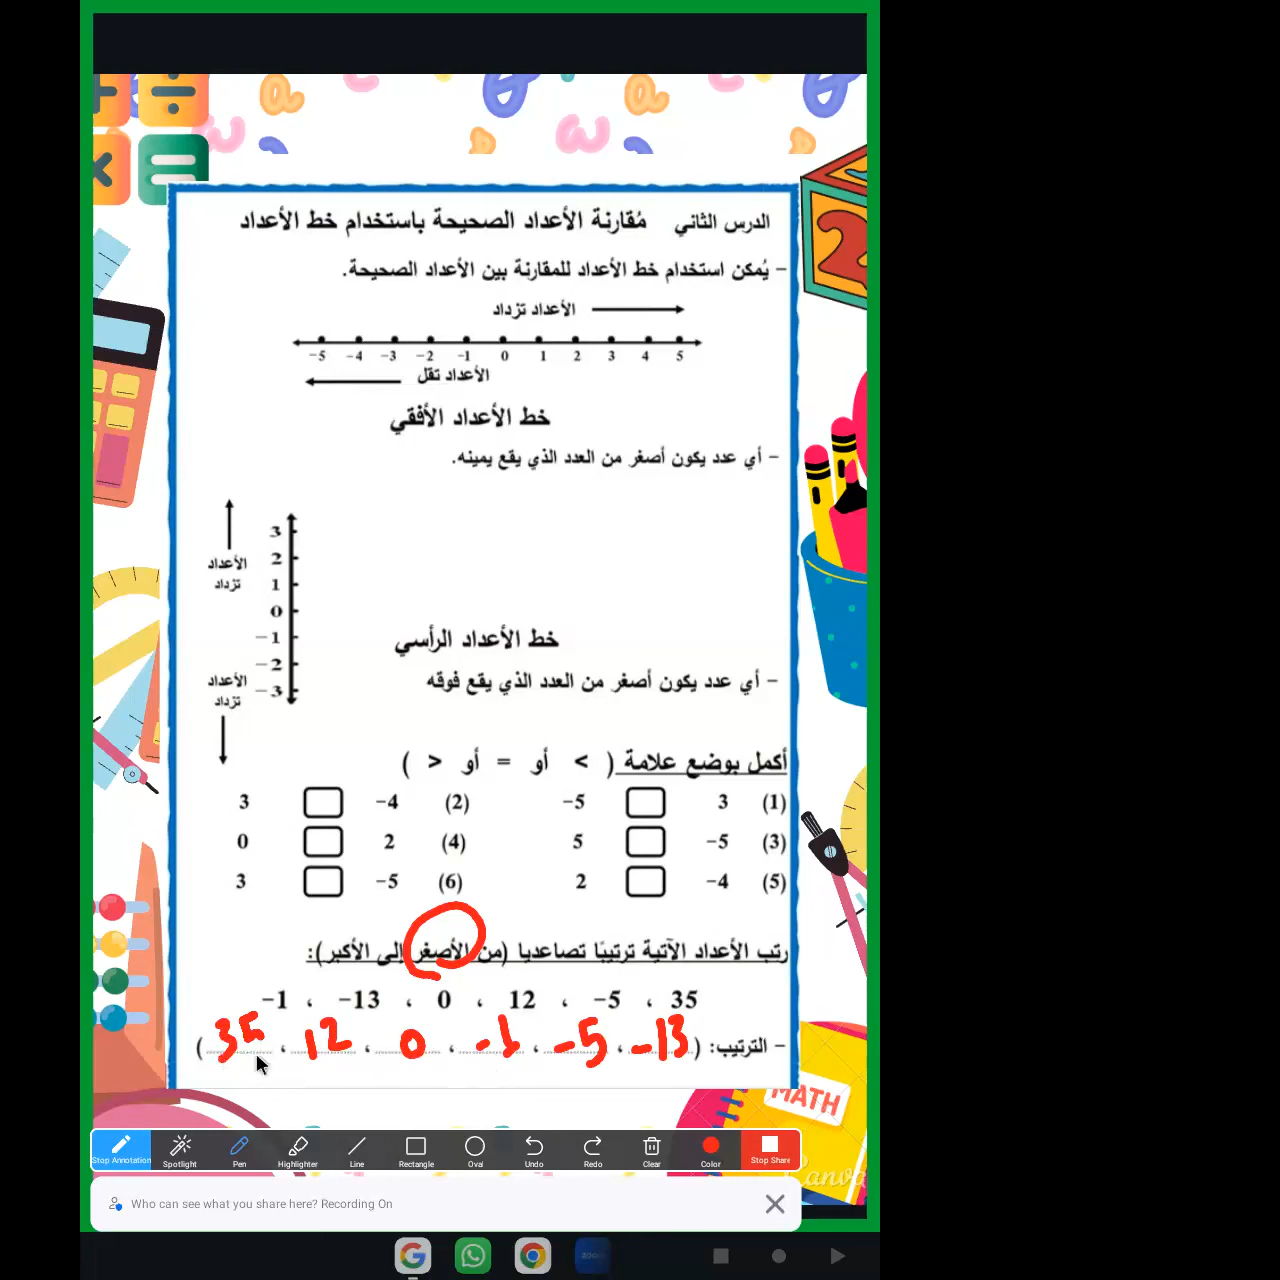 الدرس الثاني مُقارنة الأعداد الصحيحة باستخدام خط الأعداد
- يُمكن استخدام خط الأعداد للمقارنة بين الأعداد الصحيحة.
الأعداد تزداد
-5 -4 -3 -2 -1 0 1 2 3 4 5
الأعداد تقل
خط الأعداد الأفقي
- أي عدد يكون أصغر من العدد الذي يقع يمينه.
3
2
1
0
-1
-2
-3
الأعداد
تزداد
الأعداد
تزداد
خط الأعداد الرأسي
- أي عدد يكون أصغر من العدد الذي يقع فوقه
أكمل بوضع علامة ( < أو = أو > )
(1) 3 -5 (2) -4 3
(3) -5 5 (4) 2 0
(5) -4 2 (6) -5 3
رتب الأعداد الآتية ترتيبًا تصاعديا (من الأصغر إلى الأكبر):
35 ، -5 ، 12 ، 0 ، -13 ، -1
- الترتيب: ( -13 ، -5 ، -1 ، 0 ، 12 ، 35 )
2
MATH
Canva
Stop Annotation Spotlight Pen Highlighter Line Rectangle Oval Undo Redo Clear Color Stop Share
Who can see what you share here? Recording On
zoom